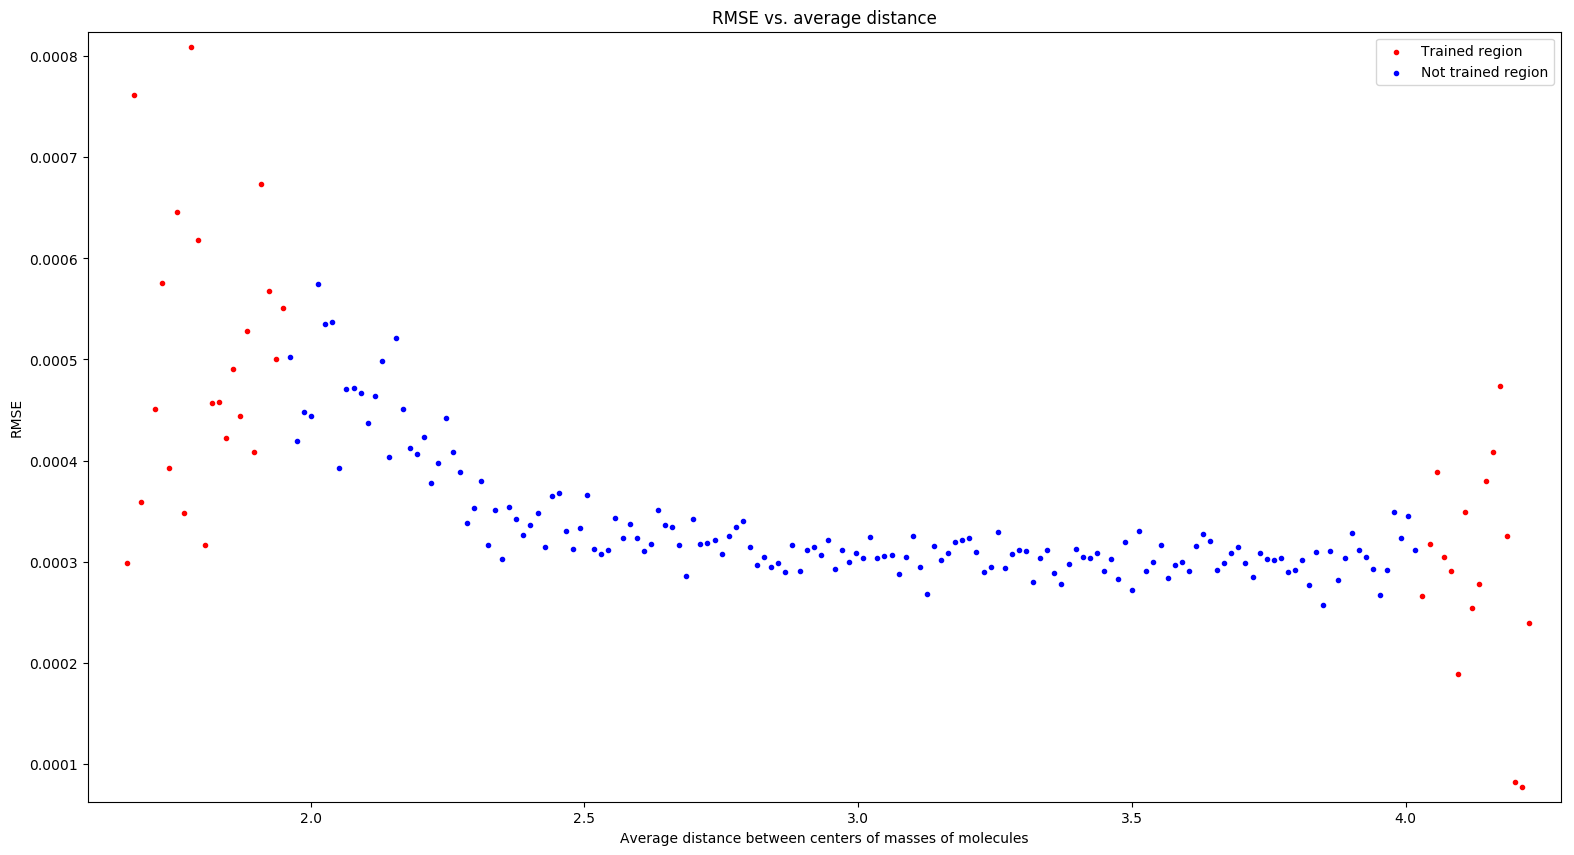 RMSE vs. average distance
Trained region
Not trained region
RMSE
0.0008
0.0007
0.0006
0.0005
0.0004
0.0003
0.0002
0.0001
2.0 2.5 3.0 3.5 4.0
Average distance between centers of masses of molecules